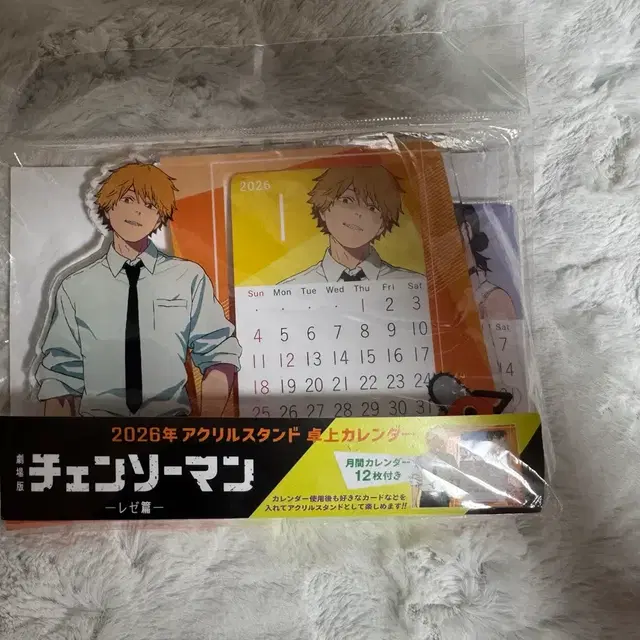 2026
1
Sun Mon Tue Wed Thu Fri Sat
・ ・ ・ ・ 1 2 3
4 5 6 7 8 9 10
11 12 13 14 15 16 17
18 19 20 21 22 23 24
25 26 27 28 29 30 31
Sat
7
14
2026年 アクリルスタンド 卓上カレンダー
劇場版
チェンソーマン
―レゼ篇―
月間カレンダー
12枚付き
カレンダー使用後も好きなカードなどを
入れてアクリルスタンドとして楽しめます!!